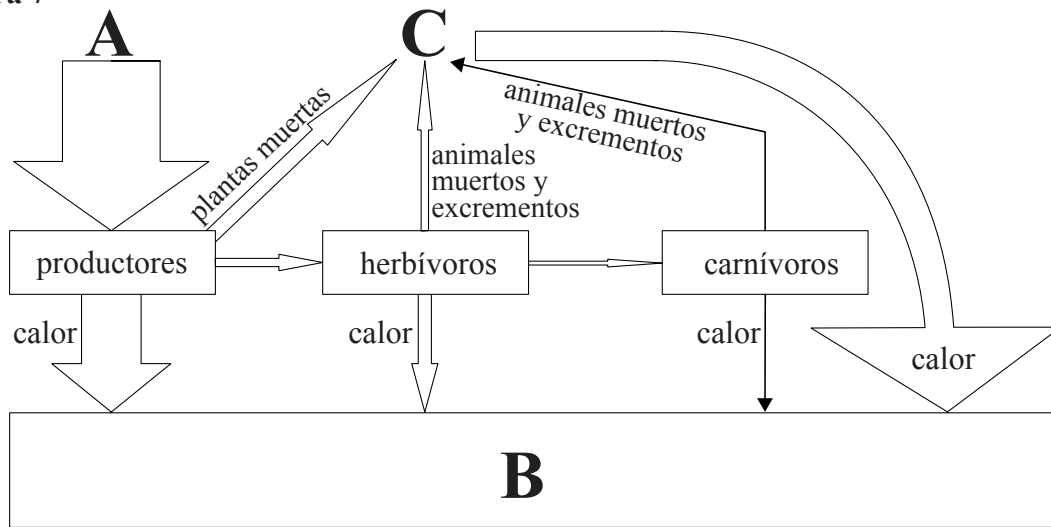 A
C
plantas muertas
animales
muertos y
excrementos
animales muertos
y excrementos
productores
herbívoros
carnívoros
calor
calor
calor
calor
B